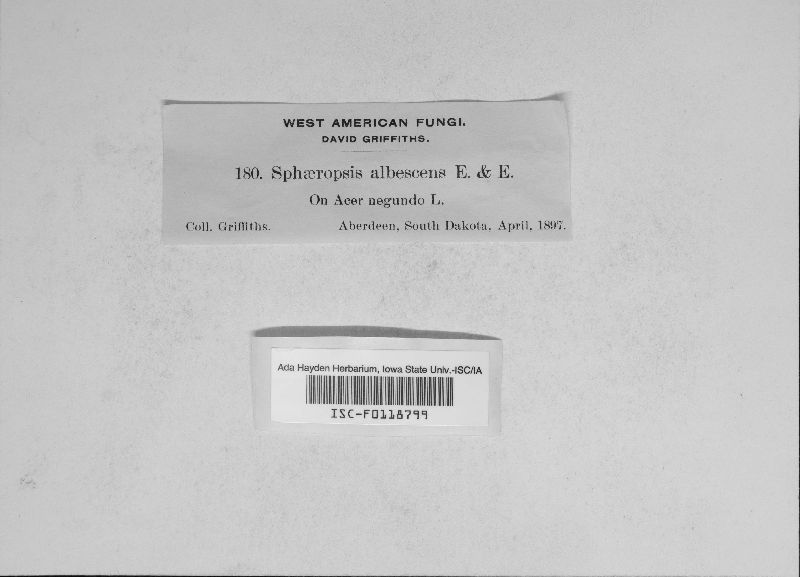 WEST AMERICAN FUNGI.
DAVID GRIFFITHS.
180. Sphæropsis albescens E. & E.
On Acer negundo L.
Coll. Griffiths. Aberdeen, South Dakota, April, 1897.
Ada Hayden Herbarium, Iowa State Univ.-ISC/IA
ISC-F0118799